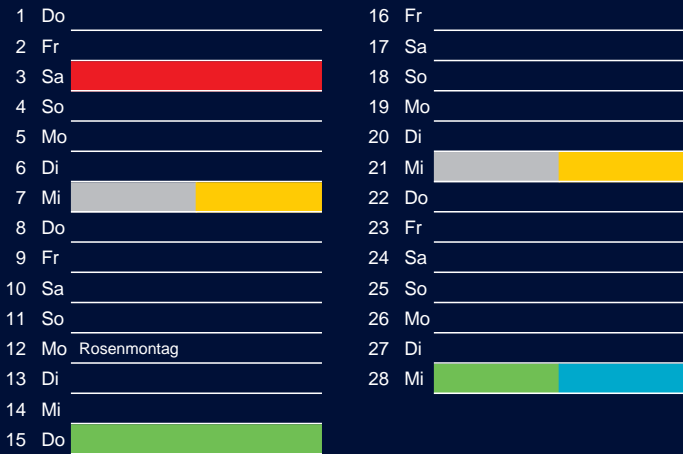 1 Do
2 Fr
3 Sa
4 So
5 Mo
6 Di
7 Mi
8 Do
9 Fr
10 Sa
11 So
12 Mo Rosenmontag
13 Di
14 Mi
15 Do
16 Fr
17 Sa
18 So
19 Mo
20 Di
21 Mi
22 Do
23 Fr
24 Sa
25 So
26 Mo
27 Di
28 Mi